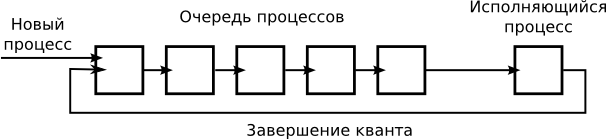 Новый
процесс
Очередь процессов
Исполняющийся
процесс
Завершение кванта